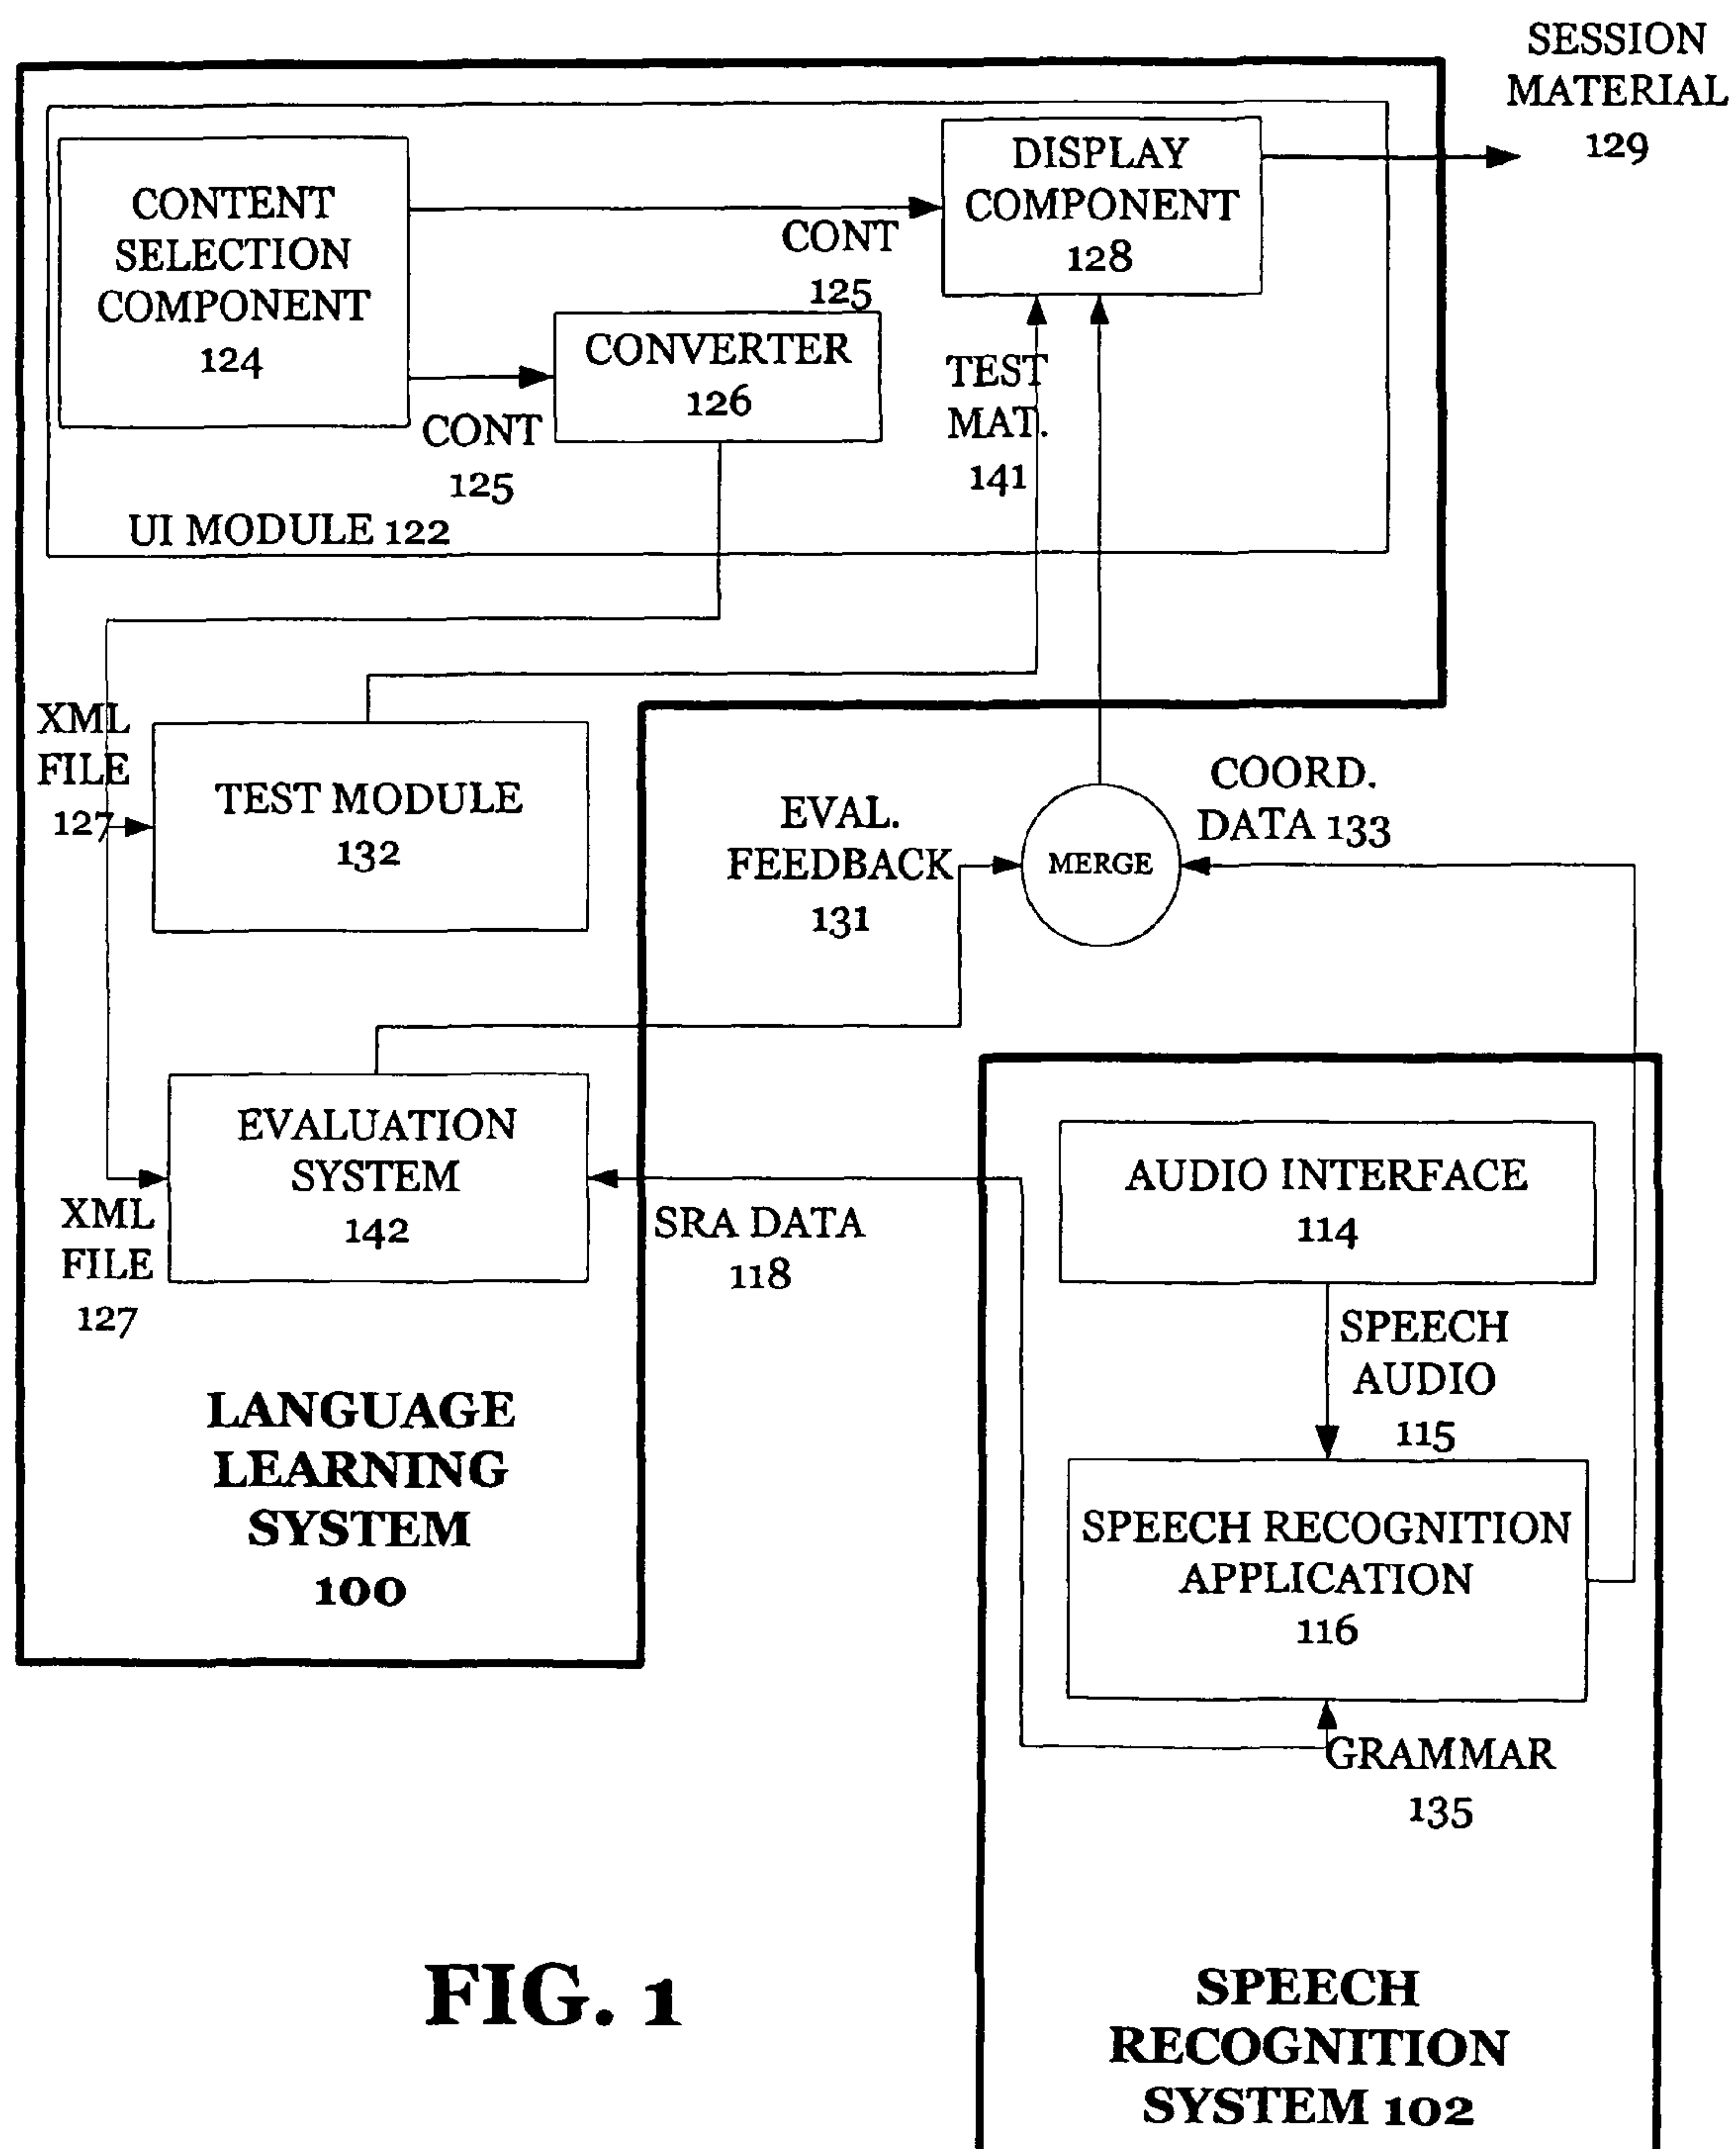 SESSION
MATERIAL
129
CONTENT
SELECTION
COMPONENT
124
DISPLAY
COMPONENT
128
CONT
125
CONVERTER
126
CONT
125
TEST
MAT.
141
UI MODULE 122
XML
FILE
127
TEST MODULE
132
EVAL.
FEEDBACK
131
MERGE
COORD.
DATA 133
EVALUATION
SYSTEM
142
XML
FILE
127
SRA DATA
118
AUDIO INTERFACE
114
SPEECH
AUDIO
115
SPEECH RECOGNITION
APPLICATION
116
GRAMMAR
135
LANGUAGE
LEARNING
SYSTEM
100
FIG. 1
SPEECH
RECOGNITION
SYSTEM 102